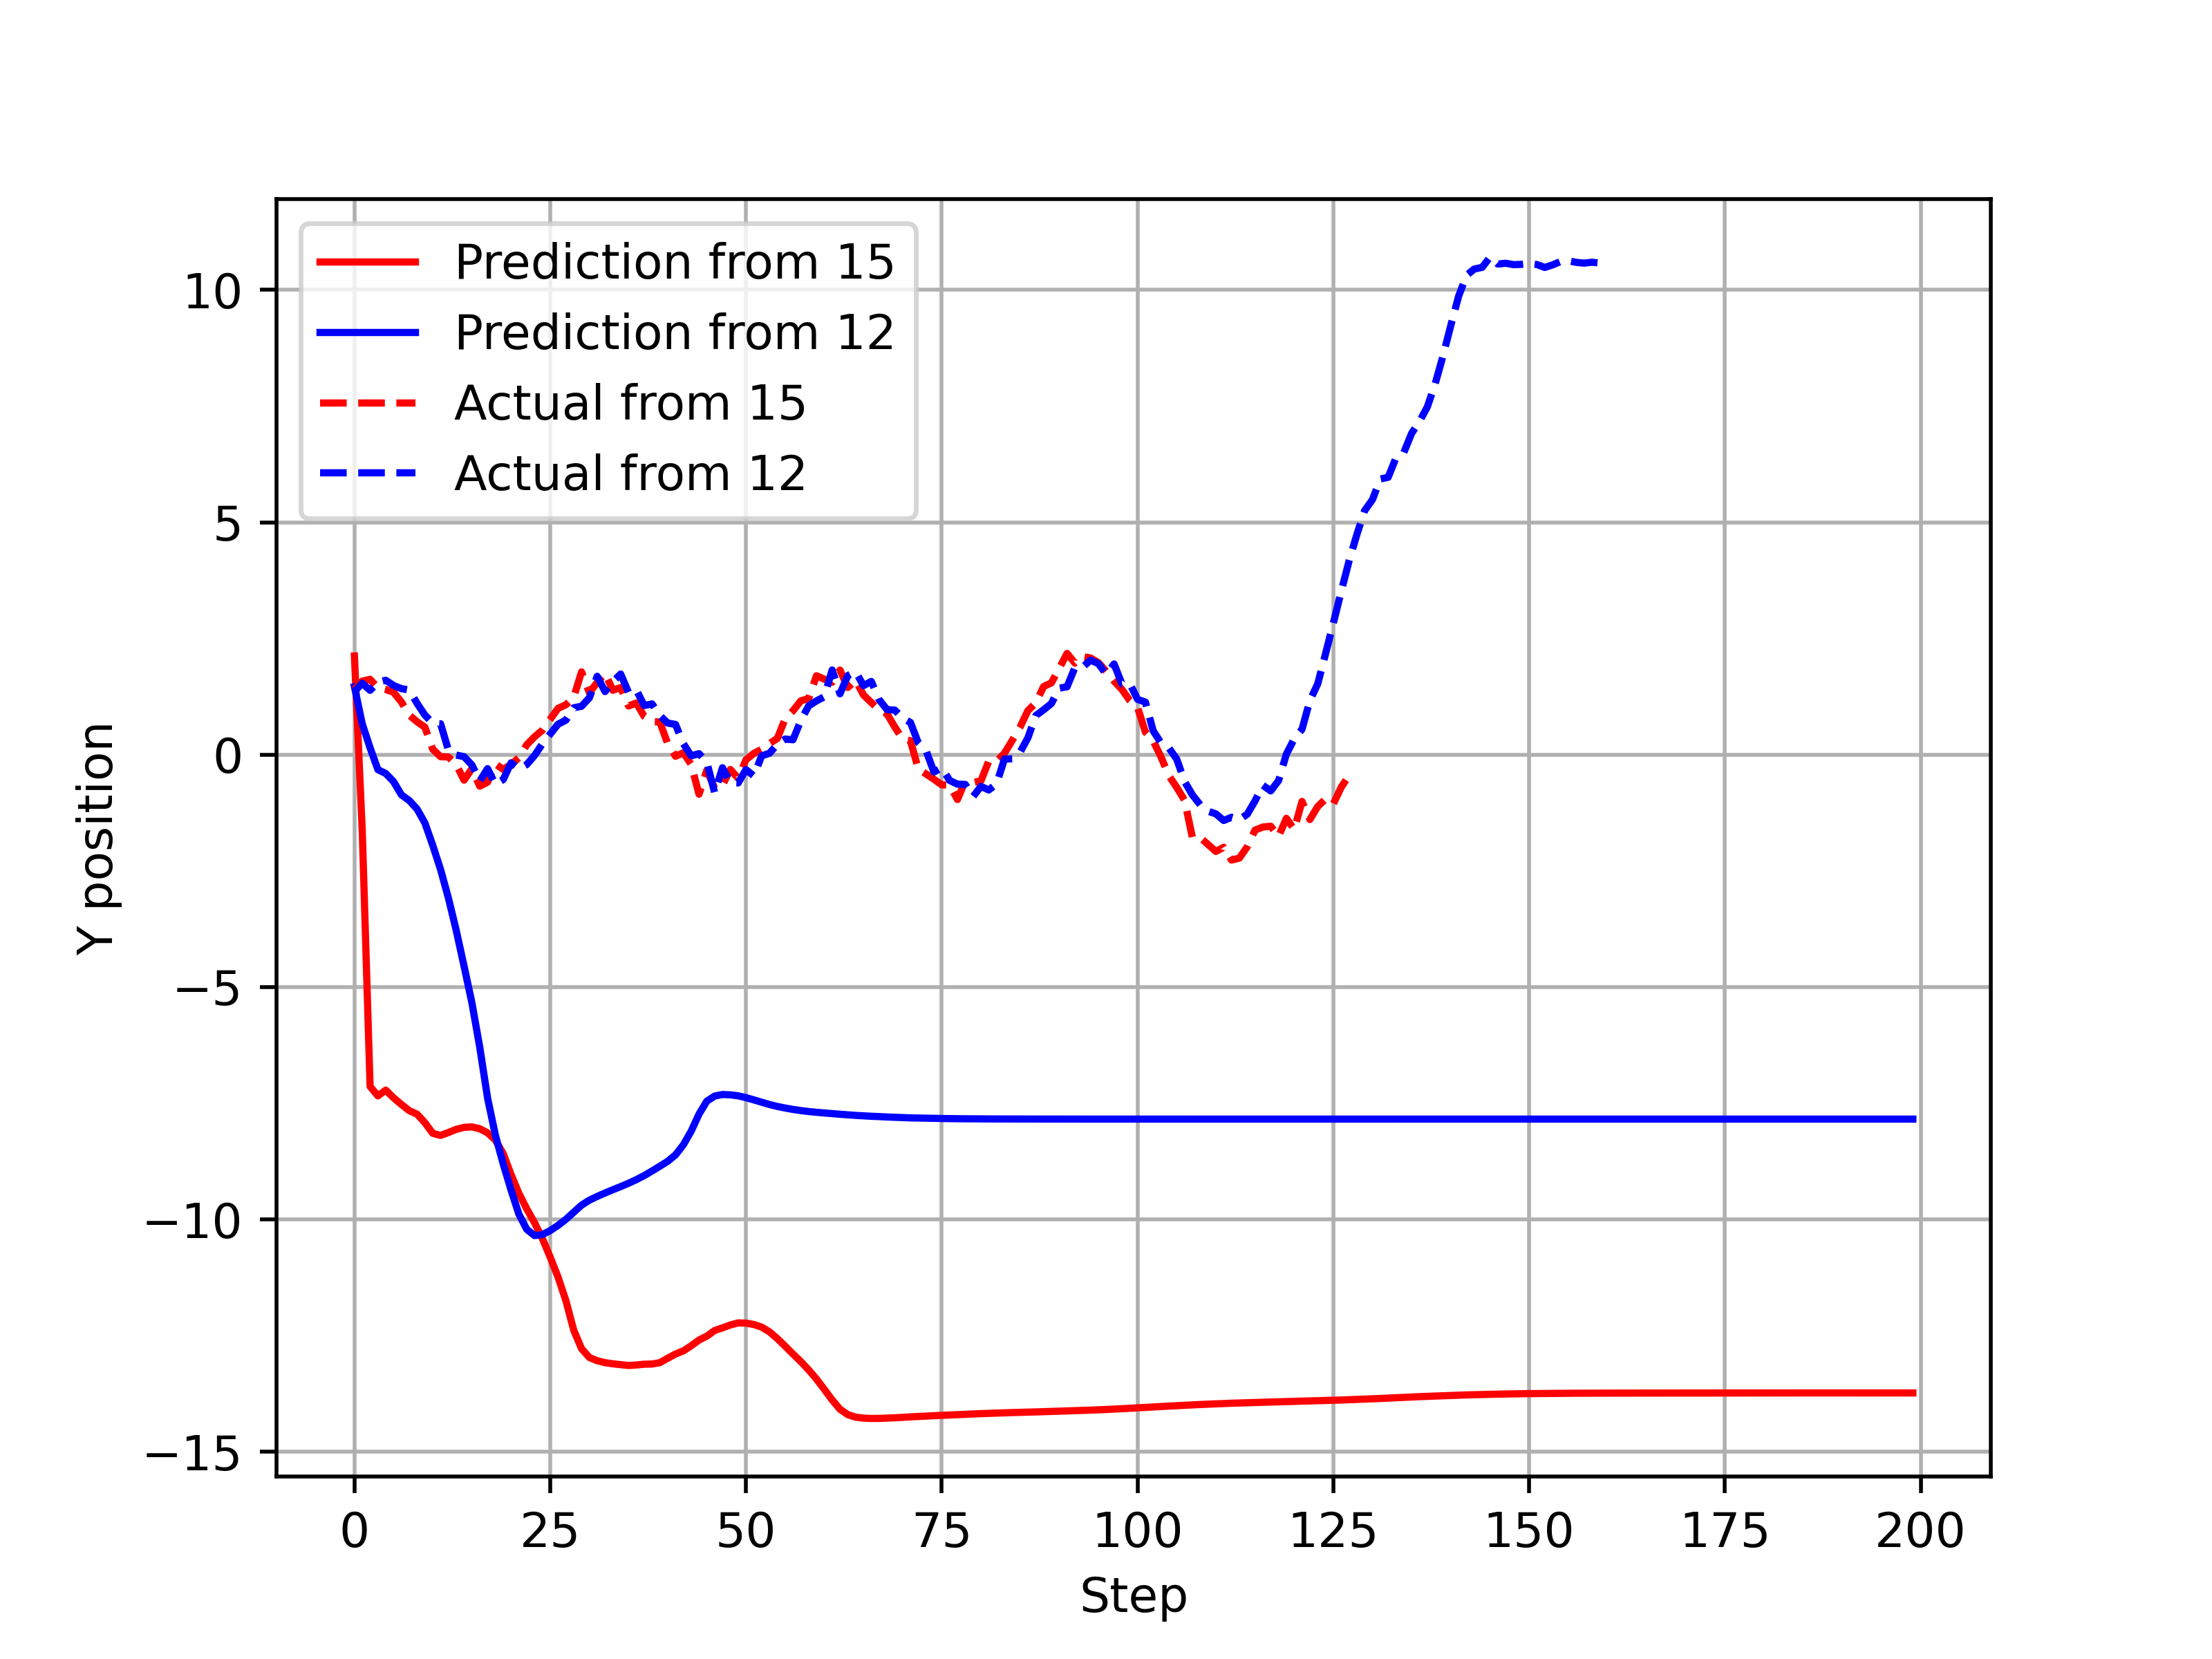 Prediction from 15
Prediction from 12
Actual from 15
Actual from 12
10
5
0
−5
−10
−15
Y position
0 25 50 75 100 125 150 175 200
Step